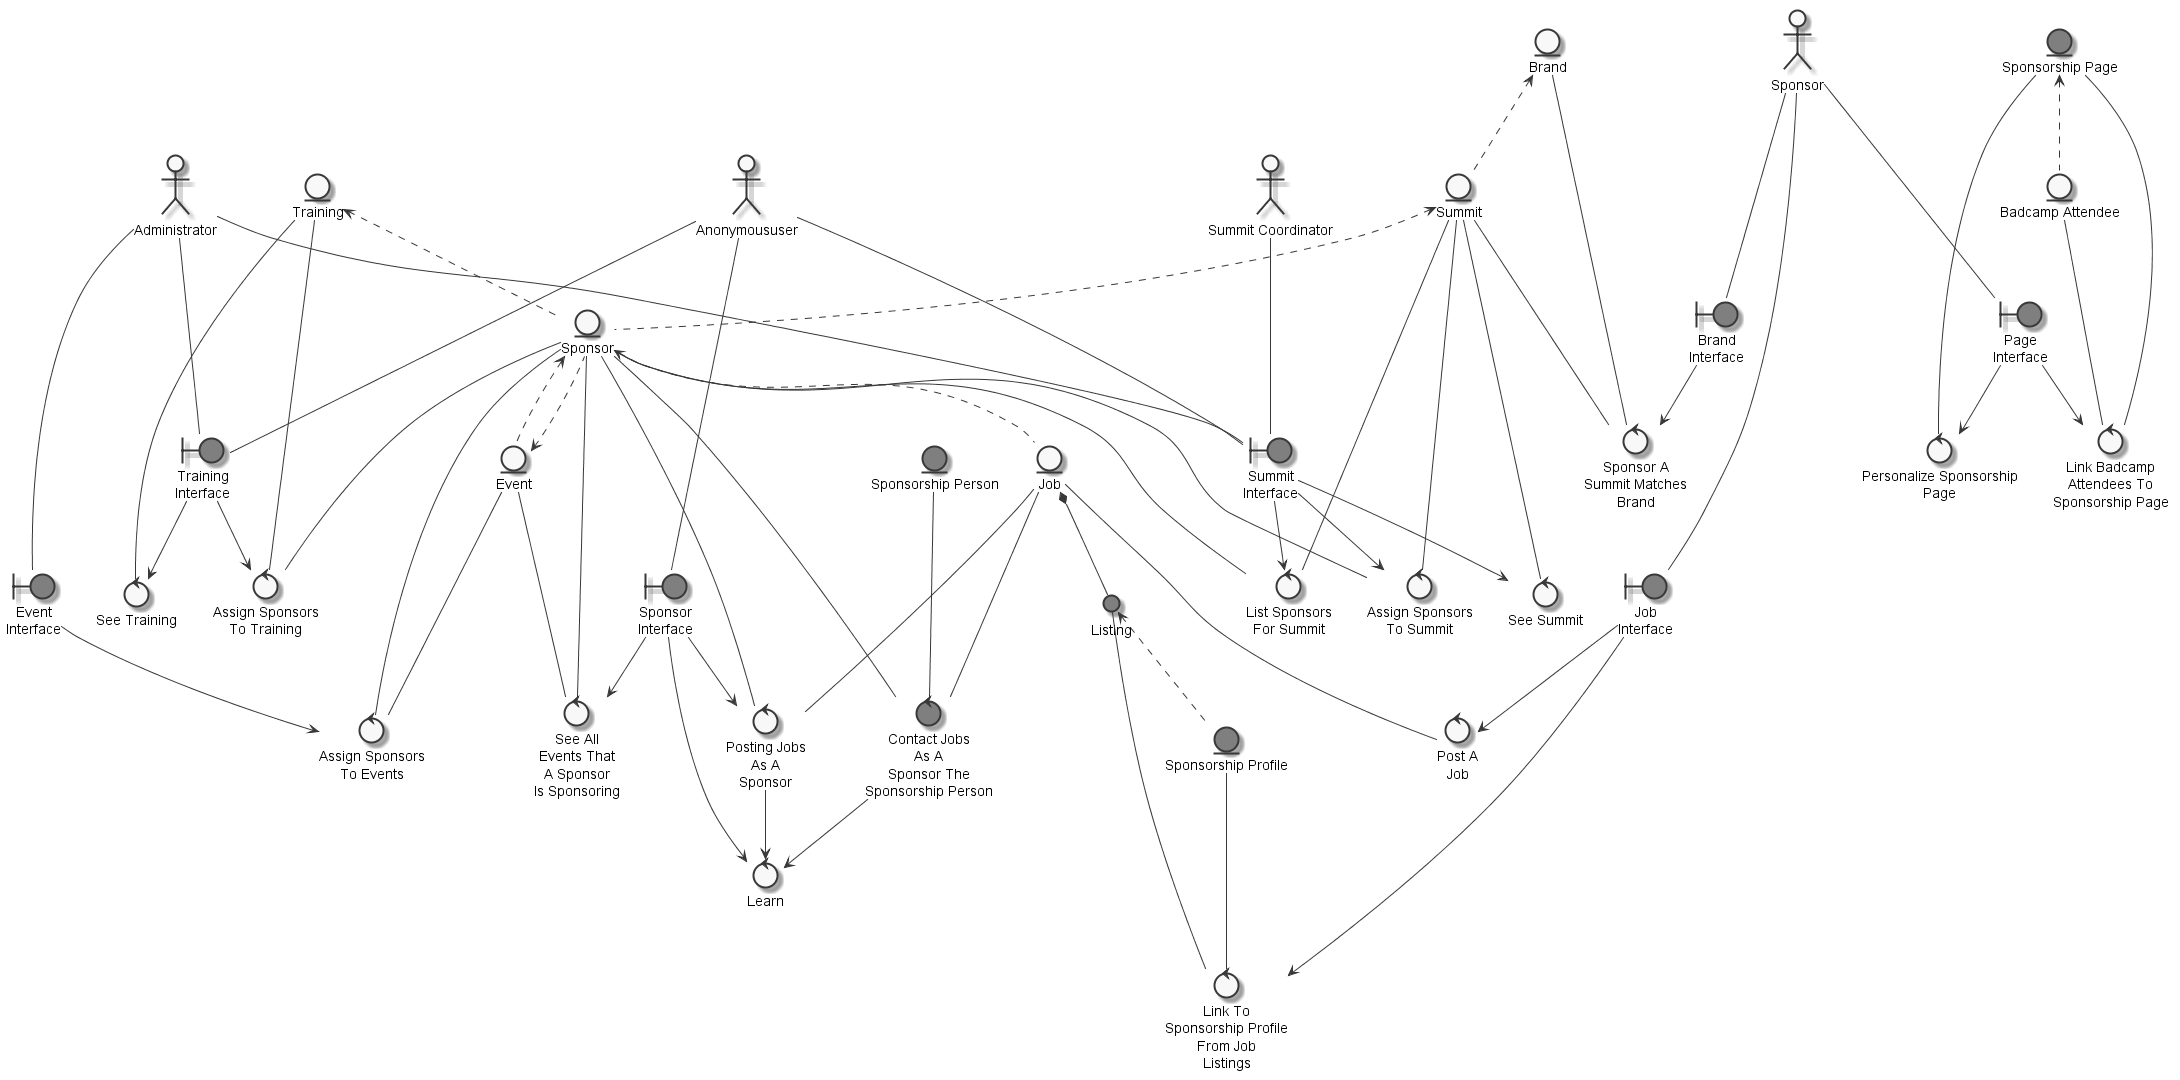 Brand
Sponsor
Sponsorship Page
Administrator
Training
Anonymoususer
Summit Coordinator
Summit
Badcamp Attendee
Sponsor
Brand
Interface
Page
Interface
Training
Interface
Event
Sponsorship Person
Job
Summit
Interface
Sponsor A
Summit Matches
Brand
Personalize Sponsorship
Page
Link Badcamp
Attendees To
Sponsorship Page
Event
Interface
See Training
Assign Sponsors
To Training
Sponsor
Interface
Listing
List Sponsors
For Summit
Assign Sponsors
To Summit
See Summit
Job
Interface
Assign Sponsors
To Events
See All
Events That
A Sponsor
Is Sponsoring
Posting Jobs
As A
Sponsor
Contact Jobs
As A
Sponsor The
Sponsorship Person
Sponsorship Profile
Post A
Job
Learn
Link To
Sponsorship Profile
From Job
Listings